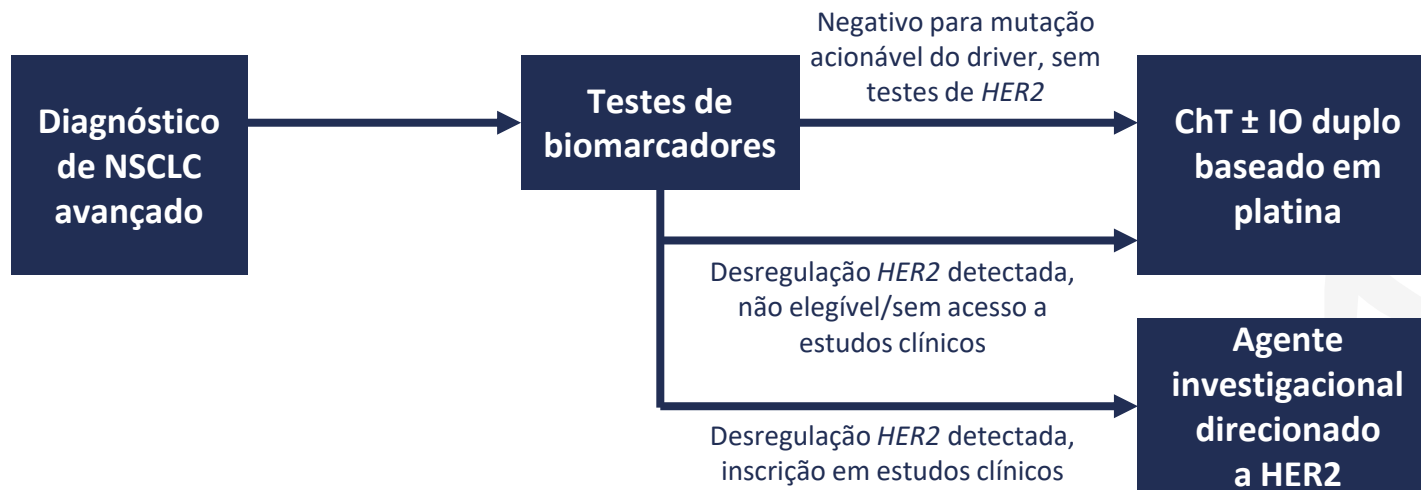 Diagnóstico
de NSCLC
avançado
Testes de
biomarcadores
Negativo para mutação
acionável do driver, sem
testes de HER2
ChT ± IO duplo
baseado em
platina
Desregulação HER2 detectada,
não elegível/sem acesso a
estudos clínicos
Desregulação HER2 detectada,
inscrição em estudos clínicos
Agente
investigacional
direcionado
a HER2